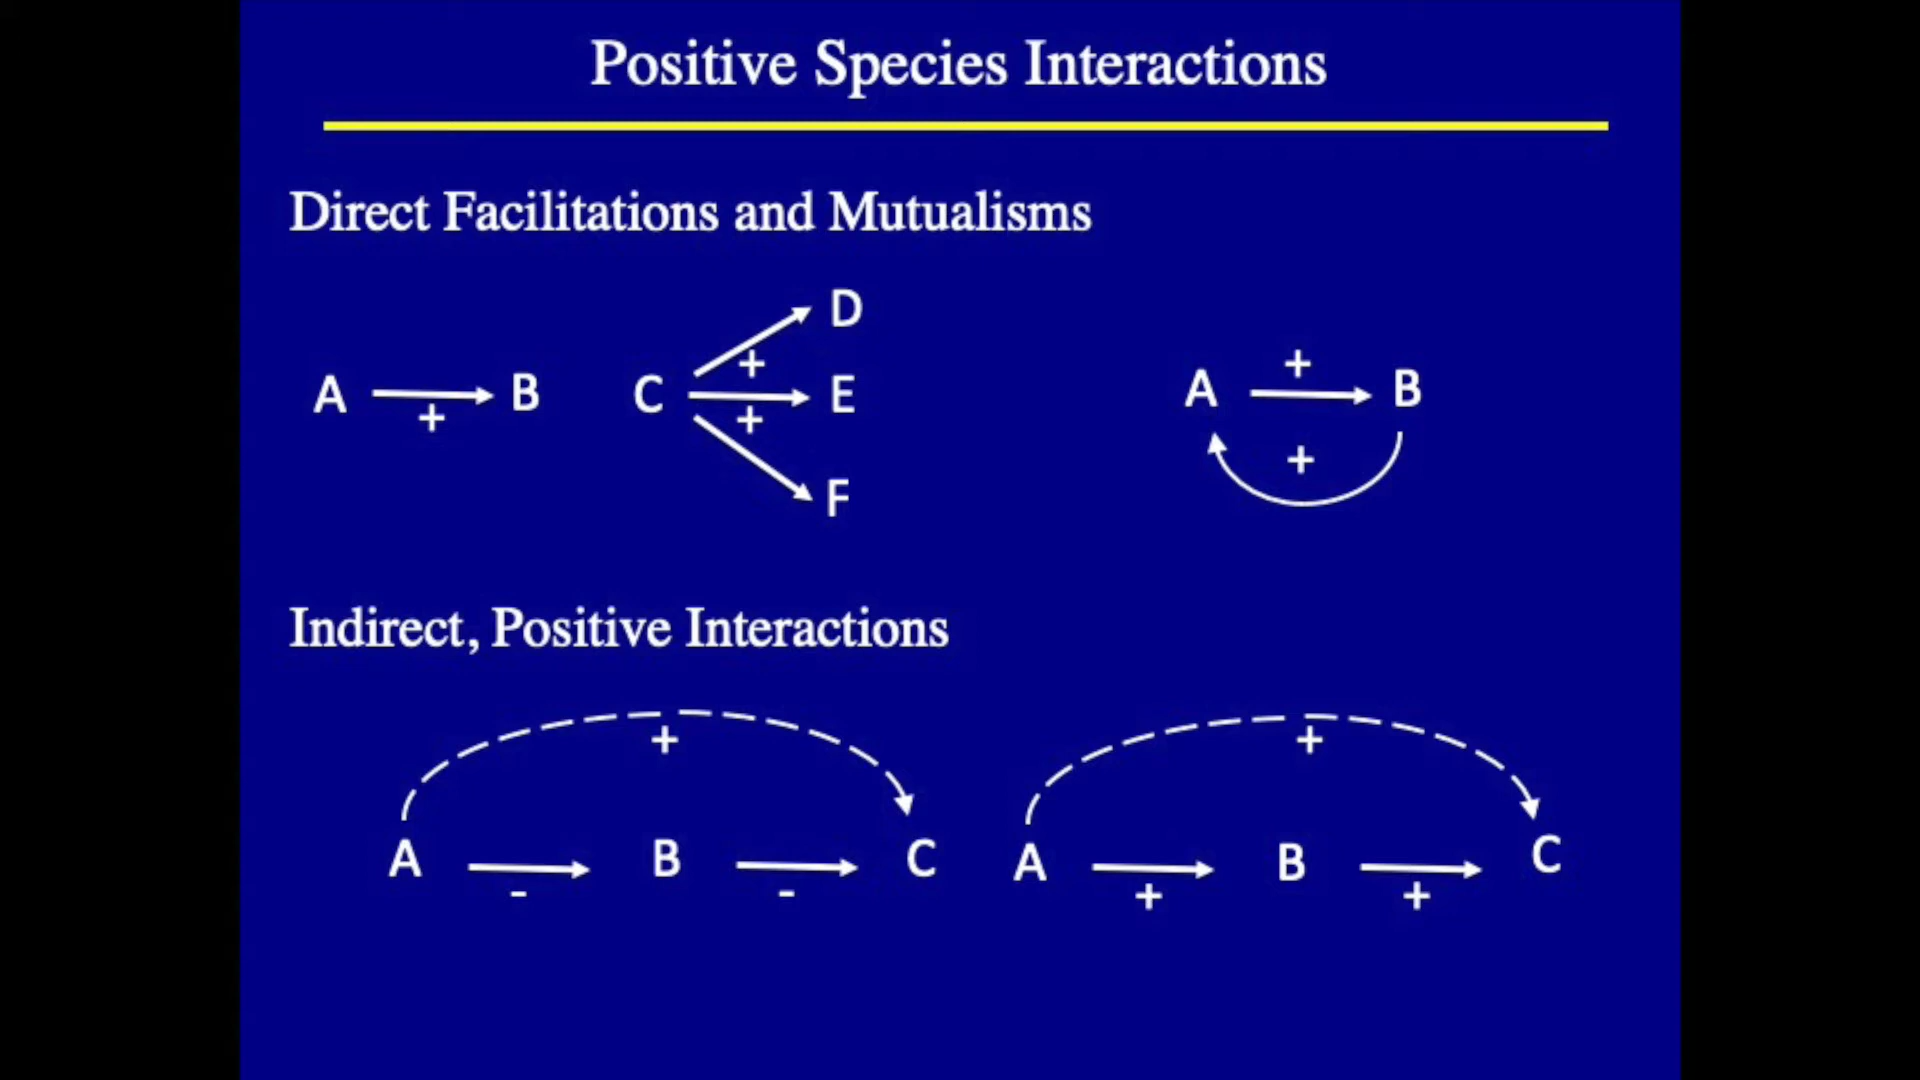 Positive Species Interactions
Direct Facilitations and Mutualisms
D
+
A
+
B
C
+
E
F
A
+
B
+
Indirect, Positive Interactions
+
A
-
B
-
C
+
A
+
B
+
C